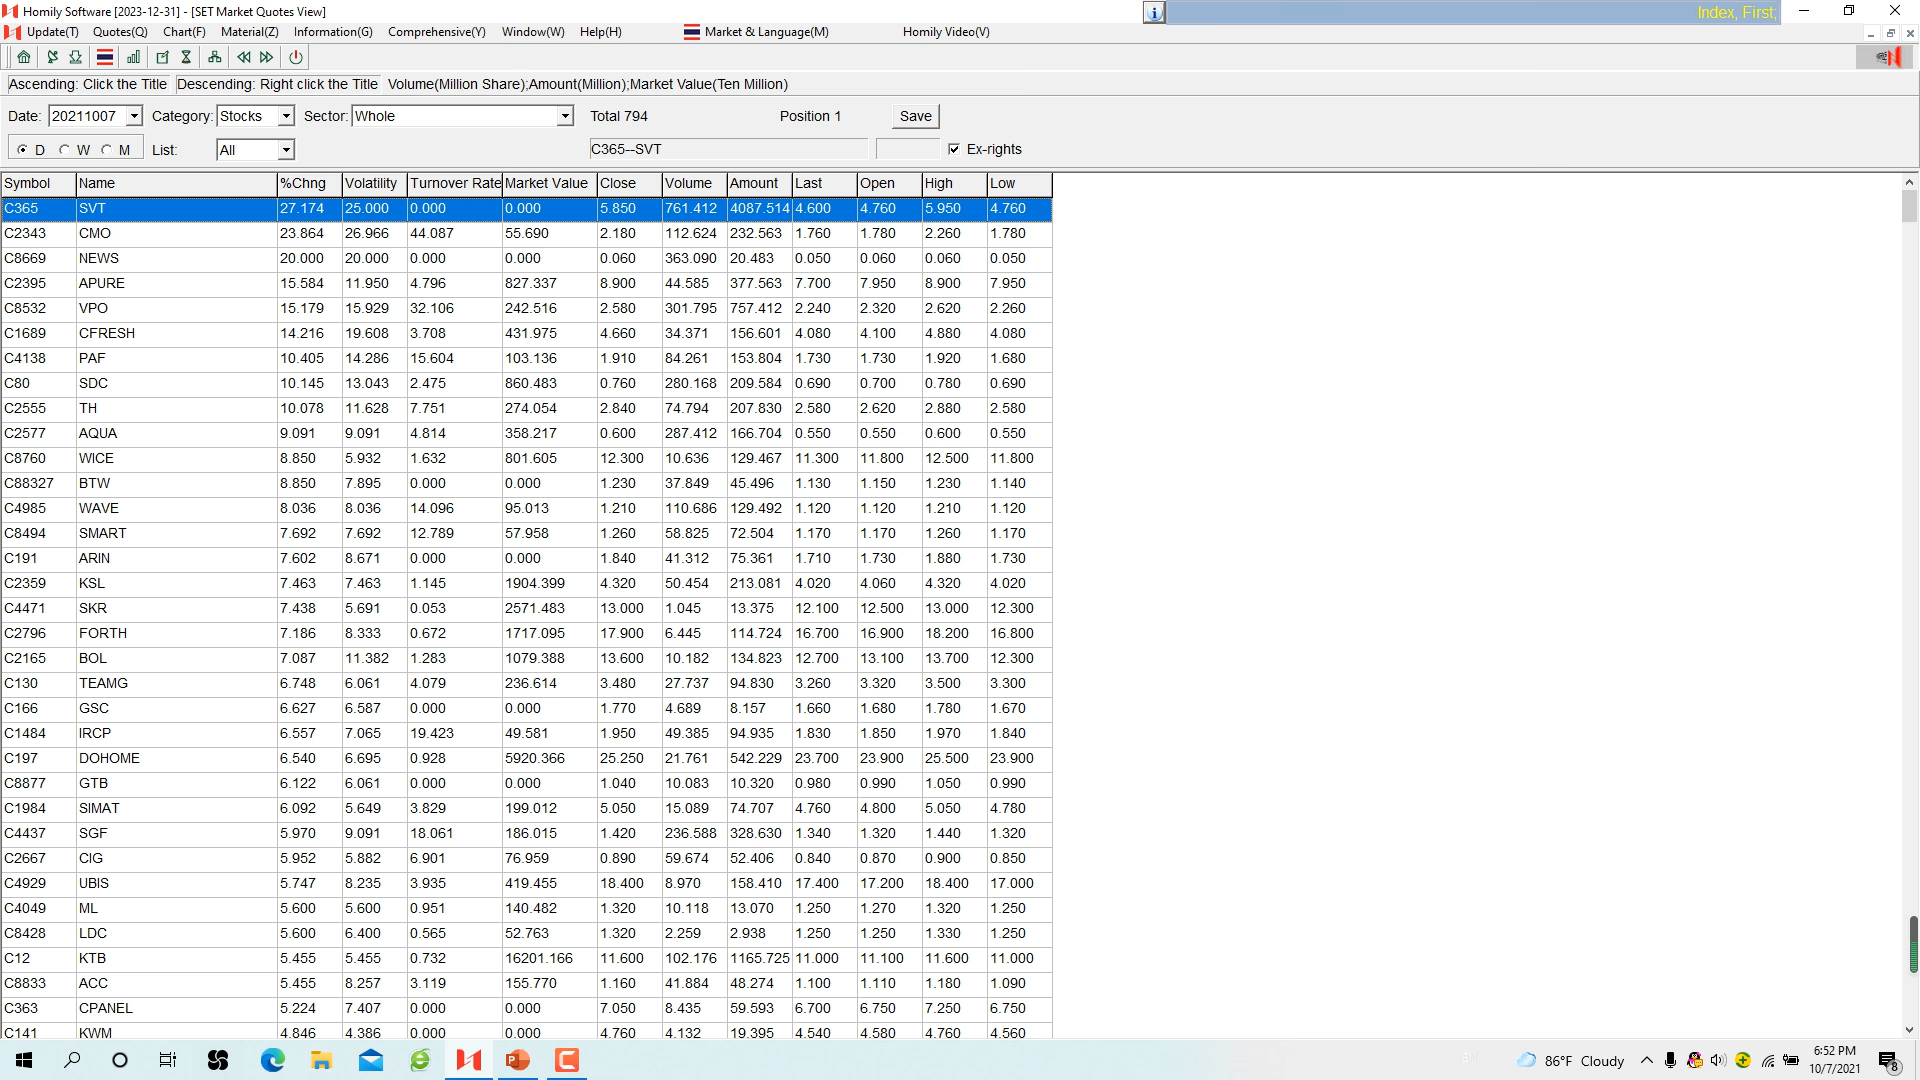 Homily Software [2023-12-31] - [SET Market Quotes View]
Index, First;
Update(T) Quotes(Q) Chart(F) Material(Z) Information(G) Comprehensive(Y) Window(W) Help(H) Market & Language(M) Homily Video(V)
Ascending: Click the Title Descending: Right click the Title Volume(Million Share);Amount(Million);Market Value(Ten Million)
Date: 20211007 Category: Stocks Sector: Whole Total 794 Position 1 Save
D W M List: All C365--SVT Ex-rights
Symbol Name %Chng Volatility Turnover Rate Market Value Close Volume Amount Last Open High Low
C365 SVT 27.174 25.000 0.000 0.000 5.850 761.412 4087.514 4.600 4.760 5.950 4.760
C2343 CMO 23.864 26.966 44.087 55.690 2.180 112.624 232.563 1.760 1.780 2.260 1.780
C8669 NEWS 20.000 20.000 0.000 0.000 0.060 363.090 20.483 0.050 0.060 0.060 0.050
C2395 APURE 15.584 11.950 4.796 827.337 8.900 44.585 377.563 7.700 7.950 8.900 7.950
C8532 VPO 15.179 15.929 32.106 242.516 2.580 301.795 757.412 2.240 2.320 2.620 2.260
C1689 CFRESH 14.216 19.608 3.708 431.975 4.660 34.371 156.601 4.080 4.100 4.880 4.080
C4138 PAF 10.405 14.286 15.604 103.136 1.910 84.261 153.804 1.730 1.730 1.920 1.680
C80 SDC 10.145 13.043 2.475 860.483 0.760 280.168 209.584 0.690 0.700 0.780 0.690
C2555 TH 10.078 11.628 7.751 274.054 2.840 74.794 207.830 2.580 2.620 2.880 2.580
C2577 AQUA 9.091 9.091 4.814 358.217 0.600 287.412 166.704 0.550 0.550 0.600 0.550
C8760 WICE 8.850 5.932 1.632 801.605 12.300 10.636 129.467 11.300 11.800 12.500 11.800
C88327 BTW 8.850 7.895 0.000 0.000 1.230 37.849 45.496 1.130 1.150 1.230 1.140
C4985 WAVE 8.036 8.036 14.096 95.013 1.210 110.686 129.492 1.120 1.120 1.210 1.120
C8494 SMART 7.692 7.692 12.789 57.958 1.260 58.825 72.504 1.170 1.170 1.260 1.170
C191 ARIN 7.602 8.671 0.000 0.000 1.840 41.312 75.361 1.710 1.730 1.880 1.730
C2359 KSL 7.463 7.463 1.145 1904.399 4.320 50.454 213.081 4.020 4.060 4.320 4.020
C4471 SKR 7.438 5.691 0.053 2571.483 13.000 1.045 13.375 12.100 12.500 13.000 12.300
C2796 FORTH 7.186 8.333 0.672 1717.095 17.900 6.445 114.724 16.700 16.900 18.200 16.800
C2165 BOL 7.087 11.382 1.283 1079.388 13.600 10.182 134.823 12.700 13.100 13.700 12.300
C130 TEAMG 6.748 6.061 4.079 236.614 3.480 27.737 94.830 3.260 3.320 3.500 3.300
C166 GSC 6.627 6.587 0.000 0.000 1.770 4.689 8.157 1.660 1.680 1.780 1.670
C1484 IRCP 6.557 7.065 19.423 49.581 1.950 49.385 94.935 1.830 1.850 1.970 1.840
C197 DOHOME 6.540 6.695 0.928 5920.366 25.250 21.761 542.229 23.700 23.900 25.500 23.900
C8877 GTB 6.122 6.061 0.000 0.000 1.040 10.083 10.320 0.980 0.990 1.050 0.990
C1984 SIMAT 6.092 5.649 3.829 199.012 5.050 15.089 74.707 4.760 4.800 5.050 4.780
C4437 SGF 5.970 9.091 18.061 186.015 1.420 236.588 328.630 1.340 1.320 1.440 1.320
C2667 CIG 5.952 5.882 6.901 76.959 0.890 59.674 52.406 0.840 0.870 0.900 0.850
C4929 UBIS 5.747 8.235 3.935 419.455 18.400 8.970 158.410 17.400 17.200 18.400 17.000
C4049 ML 5.600 5.600 0.951 140.482 1.320 10.118 13.070 1.250 1.270 1.320 1.250
C8428 LDC 5.600 6.400 0.565 52.763 1.320 2.259 2.938 1.250 1.250 1.330 1.250
C12 KTB 5.455 5.455 0.732 16201.166 11.600 102.176 1165.725 11.000 11.100 11.600 11.000
C8833 ACC 5.455 8.257 3.119 155.770 1.160 41.884 48.274 1.100 1.110 1.180 1.090
C363 CPANEL 5.224 7.407 0.000 0.000 7.050 8.435 59.593 6.700 6.750 7.250 6.750
C141 KWM 4.846 4.386 0.000 0.000 4.760 4.132 19.395 4.540 4.580 4.760 4.560
86°F Cloudy
6:52 PM
10/7/2021
8